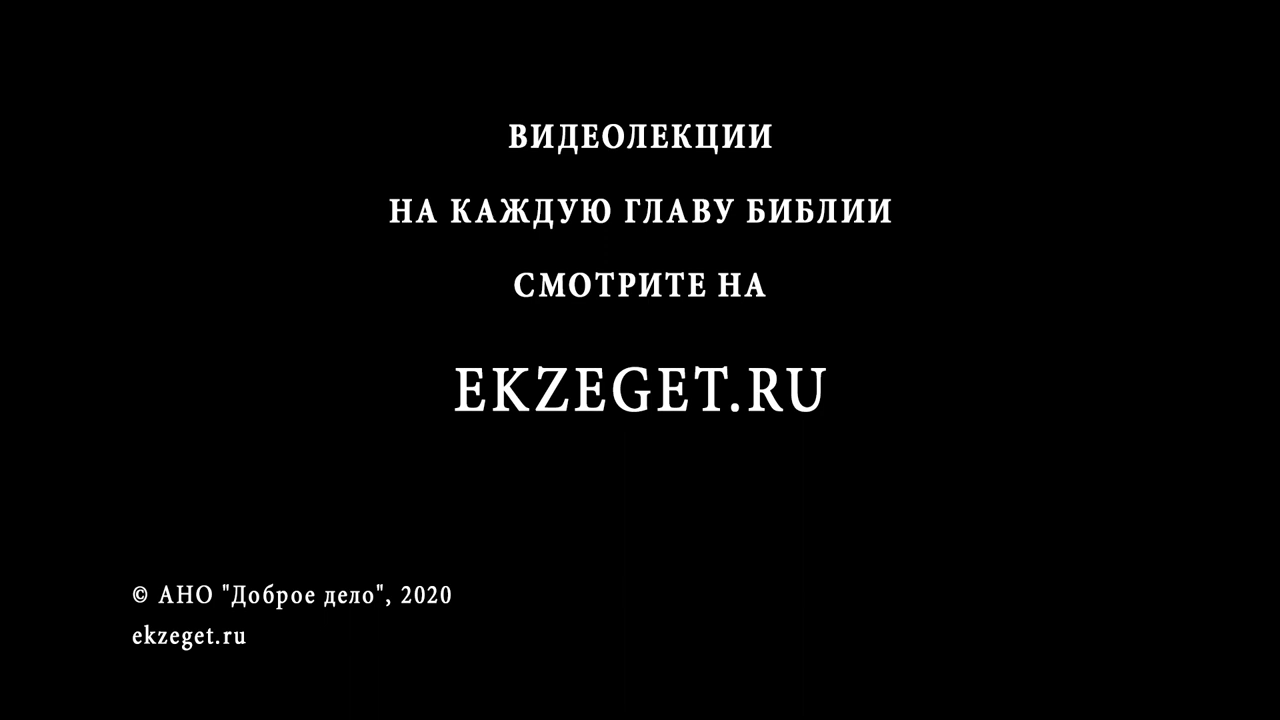 ВИДЕОЛЕКЦИИ
НА КАЖДУЮ ГЛАВУ БИБЛИИ
СМОТРИТЕ НА
EKZEGET.RU
© АНО "Доброе дело", 2020
ekzeget.ru